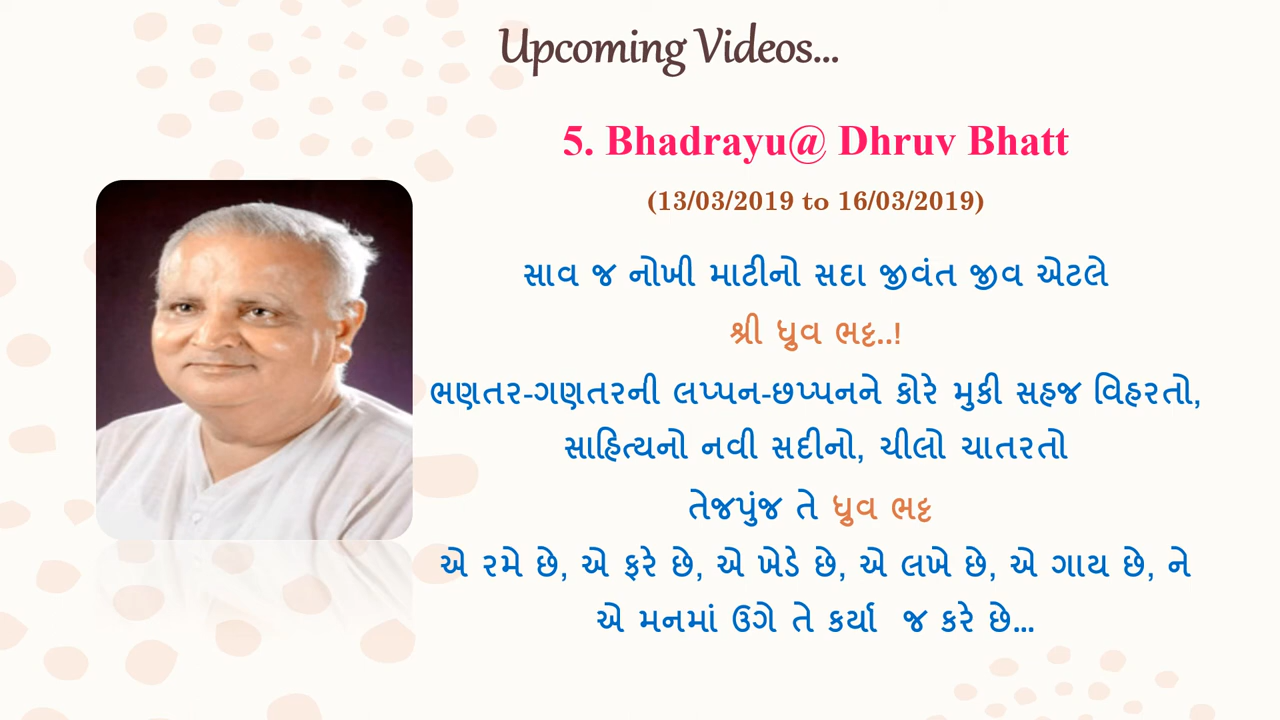 Upcoming Videos...
5. Bhadrayu@ Dhruv Bhatt
(13/03/2019 to 16/03/2019)
સાવ જ નોખી માટીનો સદા જીવંત જીવ એટલે
શ્રી ધ્રુવ ભટ્ટ..!
ભણતર-ગણતરની લપ્પન-છપ્પનને કોરે મુકી સહજ વિહરતો,
સાહિત્યનો નવી સદીનો, ચીલો ચાતરતો
તેજપુંજ તે ધ્રુવ ભટ્ટ
એ રમે છે, એ ફરે છે, એ ખેડે છે, એ લખે છે, એ ગાય છે, ને
એ મનમાં ઉગે તે કર્યા જ કરે છે...